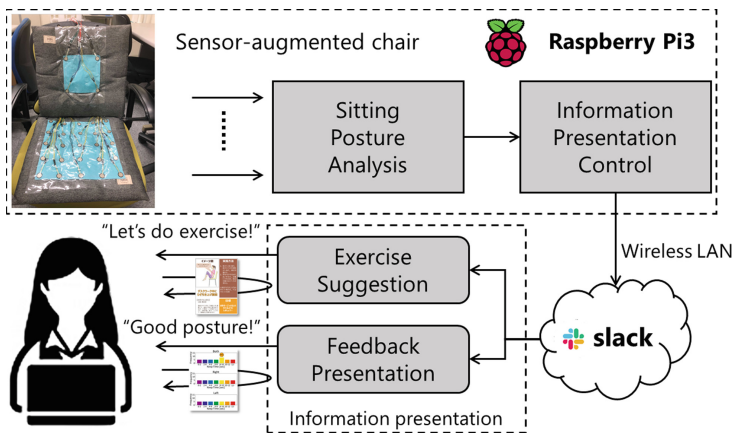 Sensor-augmented chair
Raspberry Pi3
Sitting
Posture
Analysis
Information
Presentation
Control
Wireless LAN
slack
"Let's do exercise!"
Exercise
Suggestion
"Good posture!"
Feedback
Presentation
Information presentation